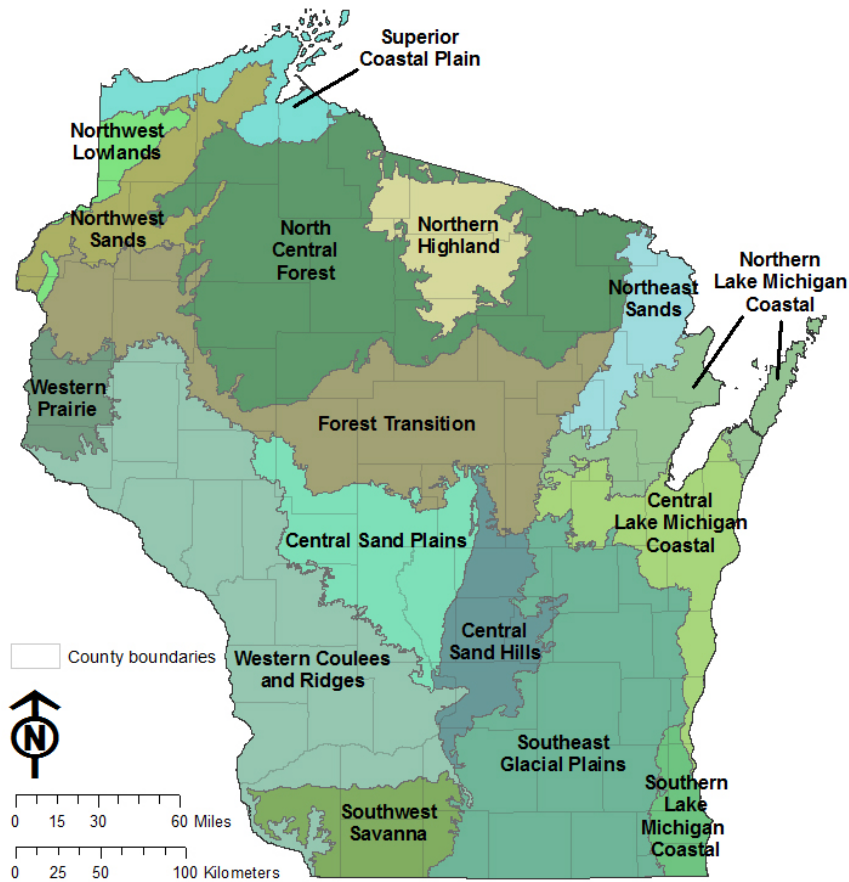 Superior
Coastal Plain
Northwest
Lowlands
Northwest
Sands
North
Central
Forest
Northern
Highland
Northern
Lake Michigan
Coastal
Northeast
Sands
Western
Prairie
Forest Transition
Central
Lake Michigan
Coastal
Central Sand Plains
Central
Sand Hills
County boundaries
Western Coulees
and Ridges
N
Southeast
Glacial Plains
Southern
Lake
Michigan
Coastal
Southwest
Savanna
0 15 30 60 Miles
0 25 50 100 Kilometers